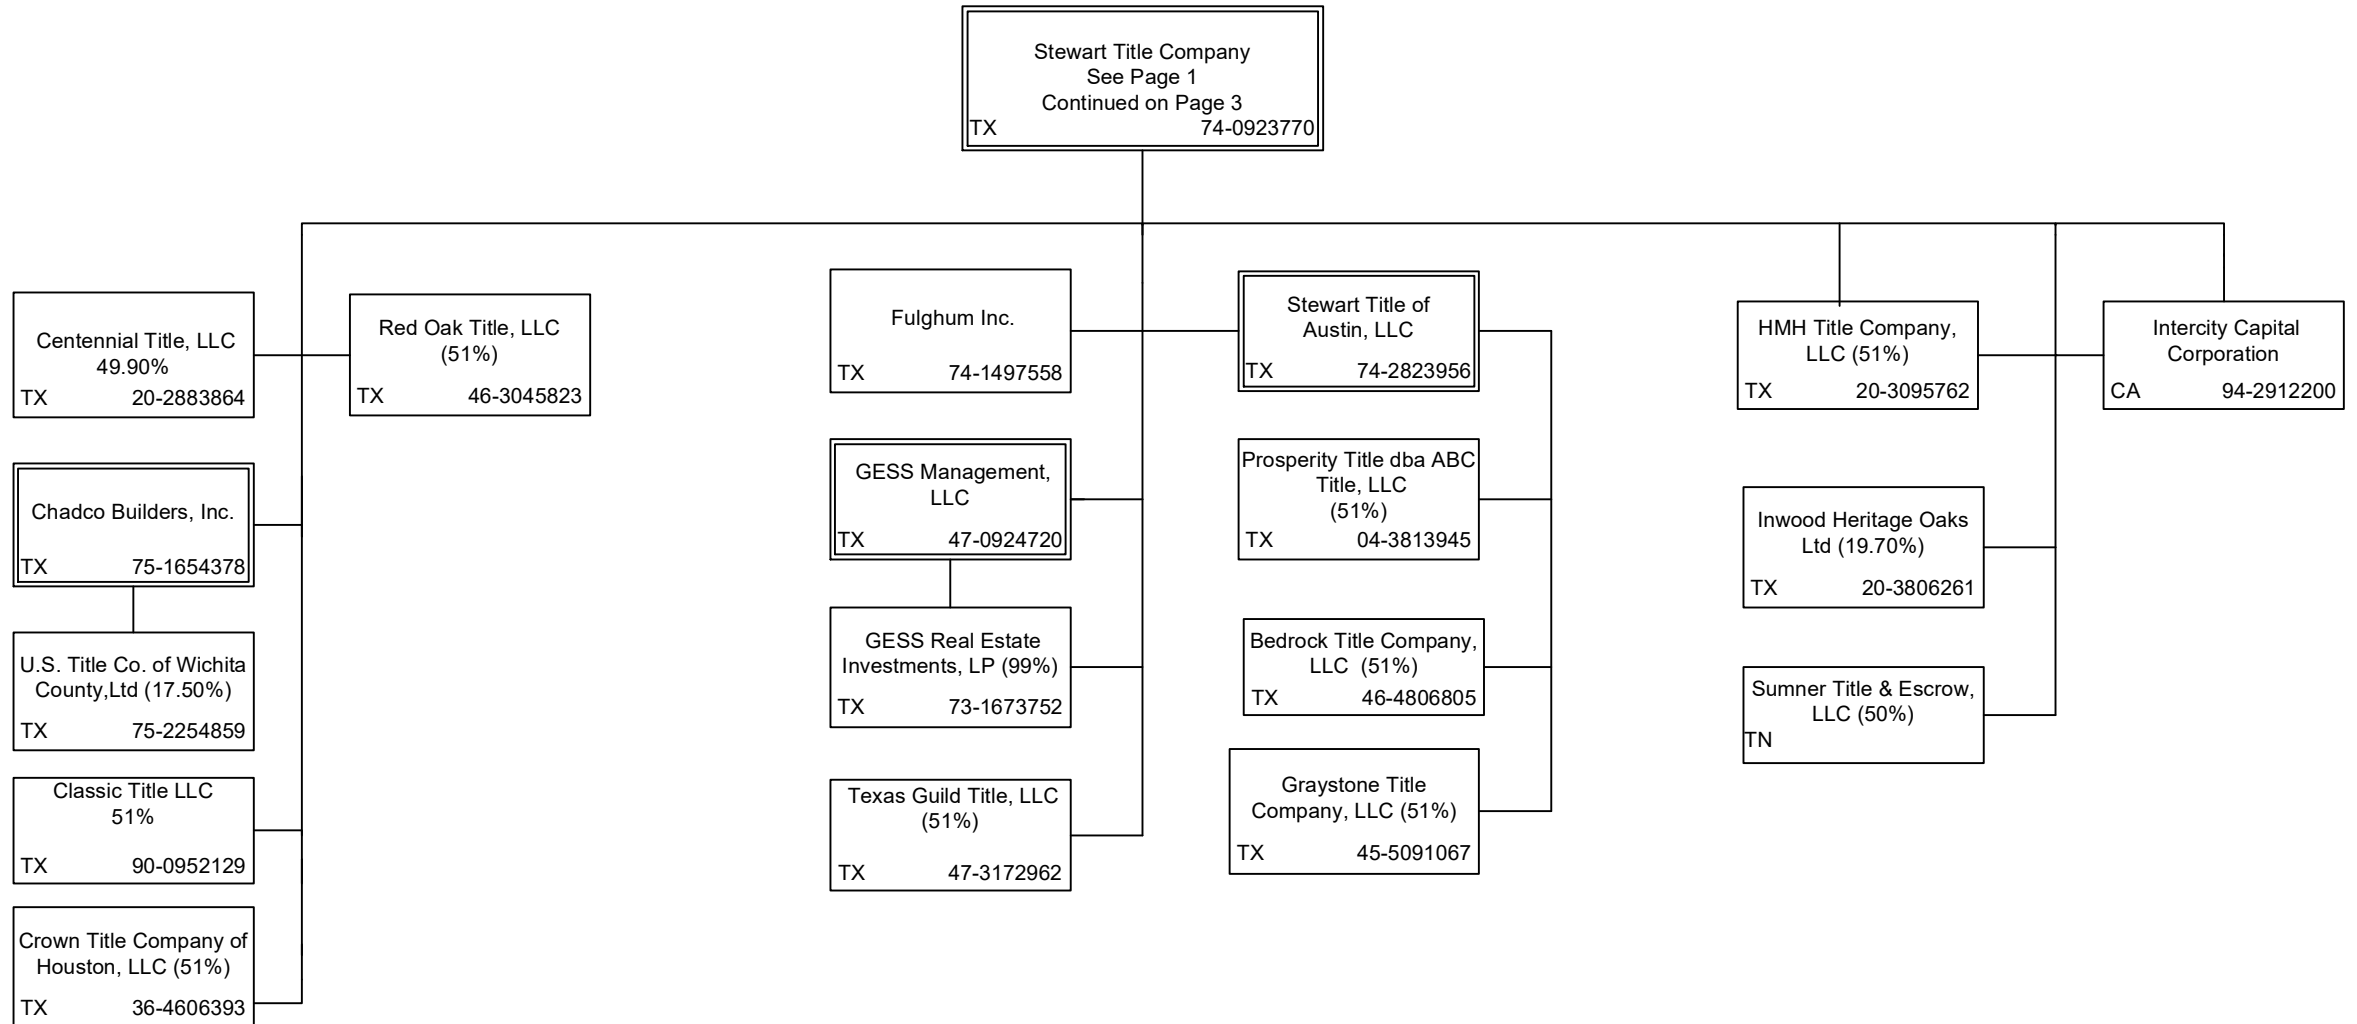 Stewart Title Company
See Page 1
Continued on Page 3
TX 74-0923770
Centennial Title, LLC
49.90%
TX 20-2883864
Red Oak Title, LLC
(51%)
TX 46-3045823
Chadco Builders, Inc.
TX 75-1654378
U.S. Title Co. of Wichita
County,Ltd (17.50%)
TX 75-2254859
Classic Title LLC
51%
TX 90-0952129
Crown Title Company of
Houston, LLC (51%)
TX 36-4606393
Fulghum Inc.
TX 74-1497558
GESS Management,
LLC
TX 47-0924720
GESS Real Estate
Investments, LP (99%)
TX 73-1673752
Texas Guild Title, LLC
(51%)
TX 47-3172962
Stewart Title of
Austin, LLC
TX 74-2823956
Prosperity Title dba ABC
Title, LLC
(51%)
TX 04-3813945
Bedrock Title Company,
LLC (51%)
TX 46-4806805
Graystone Title
Company, LLC (51%)
TX 45-5091067
HMH Title Company,
LLC (51%)
TX 20-3095762
Intercity Capital
Corporation
CA 94-2912200
Inwood Heritage Oaks
Ltd (19.70%)
TX 20-3806261
Sumner Title & Escrow,
LLC (50%)
TN